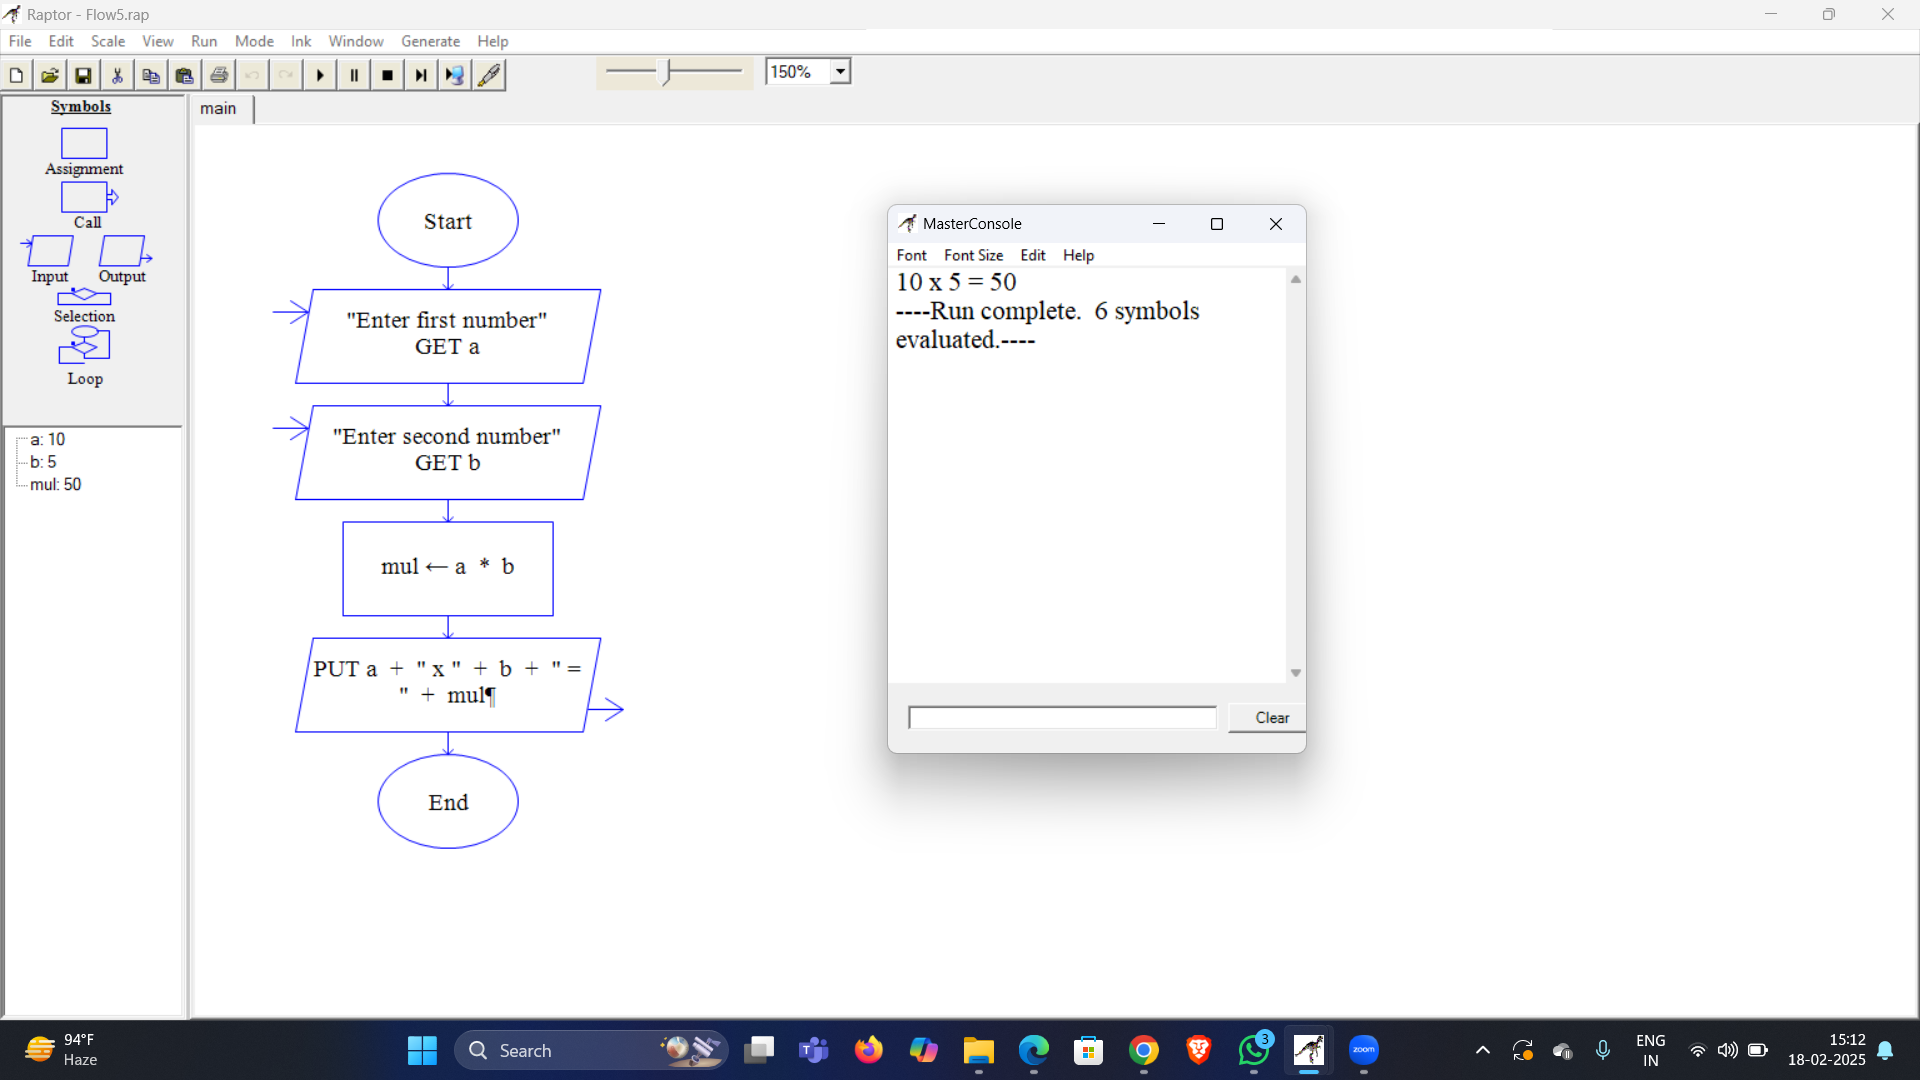 Raptor - Flow5.rap
File Edit Scale View Run Mode Ink Window Generate Help
150%
Symbols
Assignment
Call
Input Output
Selection
Loop
a: 10
b: 5
mul: 50
main
Start
"Enter first number"
GET a
"Enter second number"
GET b
mul ← a * b
PUT a + " x " + b + " =
" + mul¶
End
MasterConsole
Font Font Size Edit Help
10 x 5 = 50
----Run complete.  6 symbols
evaluated.----
Clear
94°F
Haze
Search
T
zoom
3
ENG
IN
15:12
18-02-2025